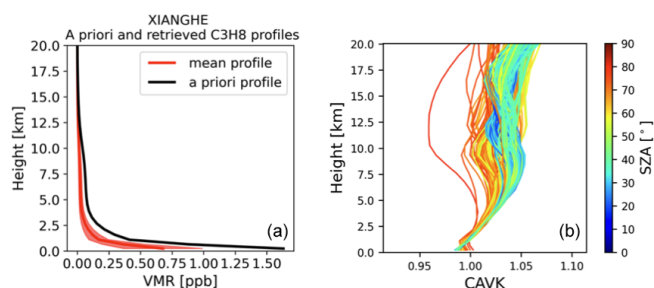 XIANGHE
A priori and retrieved C3H8 profiles
20.0
17.5
15.0
12.5
10.0
7.5
5.0
2.5
0.0
Height [km]
mean profile
a priori profile
(a)
0.00 0.25 0.50 0.75 1.00 1.25 1.50
VMR [ppb]
20.0
17.5
15.0
12.5
10.0
7.5
5.0
2.5
0.0
Height [km]
(b)
0.95 1.00 1.05 1.10
CAVK
90
80
70
60
50
40
30
20
10
0
SZA [°]